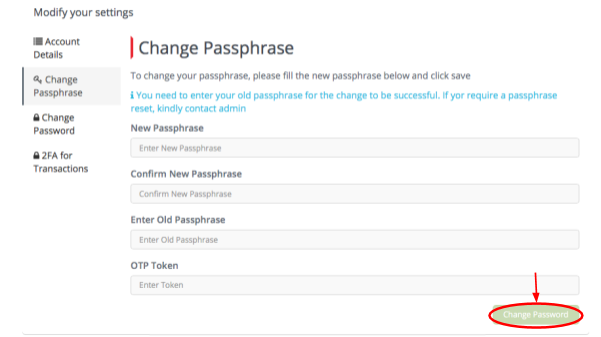 Modify your settings
Account
Details
Change
Passphrase
Change
Password
2FA for
Transactions
Change Passphrase
To change your passphrase, please fill the new passphrase below and click save
You need to enter your old passphrase for the change to be successful. If yor require a passphrase
reset, kindly contact admin
New Passphrase
Enter New Passphrase
Confirm New Passphrase
Confirm New Passphrase
Enter Old Passphrase
Enter Old Passphrase
OTP Token
Enter Token
Change Password